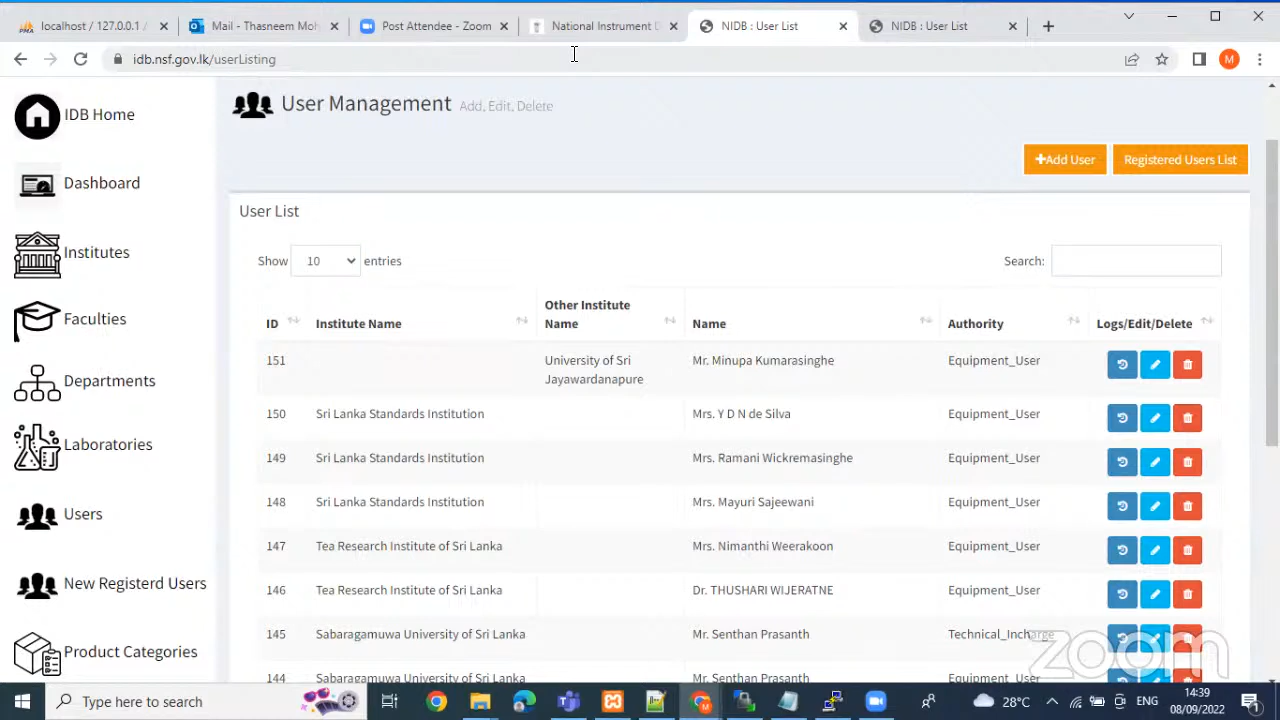 localhost / 127.0.0.1 /
Mail - Thasneem Moh
Post Attendee - Zoom
National Instrument D
NIDB : User List
NIDB : User List
idb.nsf.gov.lk/userListing
M
IDB Home
Dashboard
Institutes
Faculties
Departments
Laboratories
Users
New Registerd Users
Product Categories
User Management Add, Edit, Delete
Add User
Registered Users List
User List
Show 10 entries
Search:
ID Institute Name Other Institute Name Name Authority Logs/Edit/Delete
151 University of Sri Jayawardanapure Mr. Minupa Kumarasinghe Equipment_User
150 Sri Lanka Standards Institution Mrs. Y D N de Silva Equipment_User
149 Sri Lanka Standards Institution Mrs. Ramani Wickremasinghe Equipment_User
148 Sri Lanka Standards Institution Mrs. Mayuri Sajeewani Equipment_User
147 Tea Research Institute of Sri Lanka Mrs. Nimanthi Weerakoon Equipment_User
146 Tea Research Institute of Sri Lanka Dr. THUSHARI WIJERATNE Equipment_User
145 Sabaragamuwa University of Sri Lanka Mr. Senthan Prasanth Technical_Incharge
144 Sabaragamuwa University of Sri Lanka Mr. Senthan Prasanth
zoom
Type here to search
28°C
ENG
14:39
08/09/2022
1